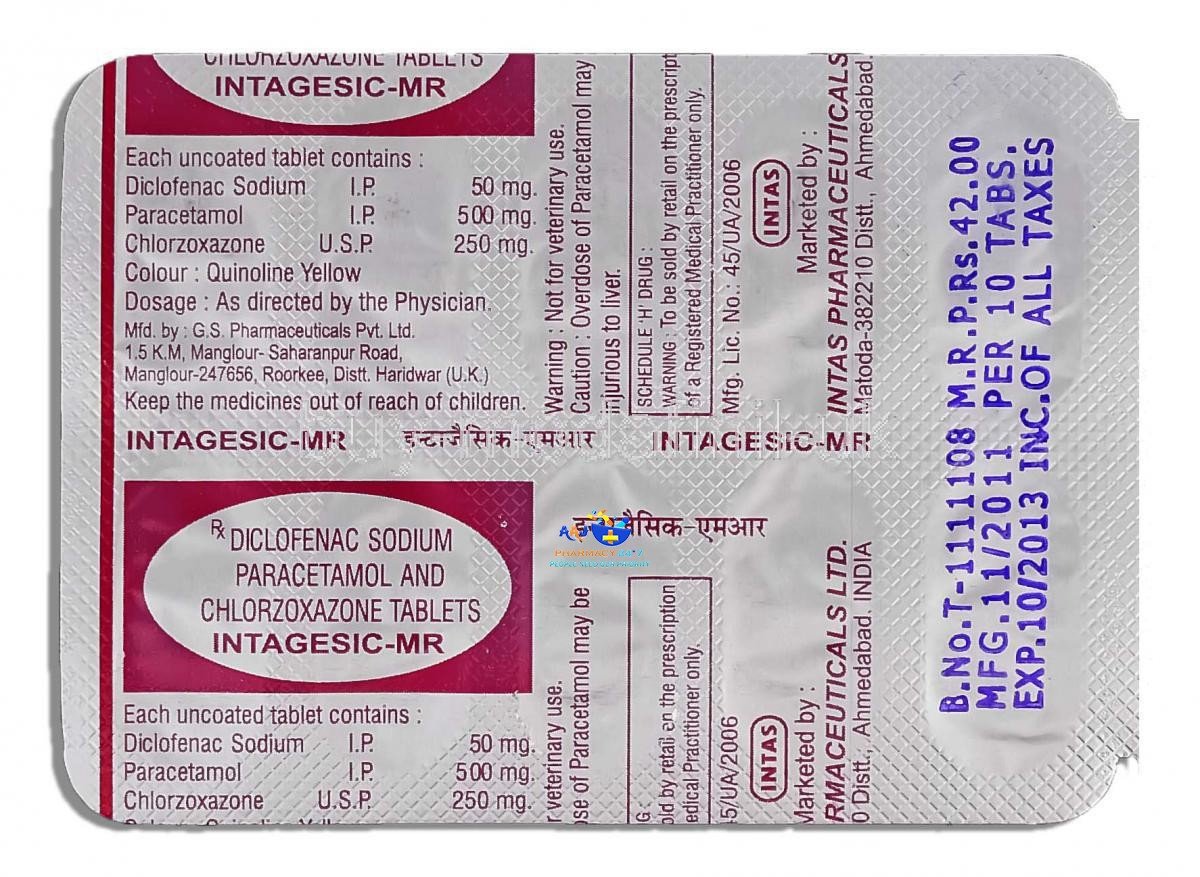 CHLORZOXAZONE TABLETS
INTAGESIC-MR
Each uncoated tablet contains :
Diclofenac Sodium I.P. 50 mg.
Paracetamol I.P. 500 mg.
Chlorzoxazone U.S.P. 250 mg.
Colour : Quinoline Yellow
Dosage : As directed by the Physician.
Mfd. by : G.S. Pharmaceuticals Pvt. Ltd.
1.5 K.M, Manglour- Saharanpur Road,
Manglour-247656, Roorkee, Distt. Haridwar (U.K.)
Keep the medicines out of reach of children.
Warning : Not for veterinary use.
Caution : Overdose of Paracetamol may
injurious to liver.
SCHEDULE 'H' DRUG :
WARNING : To be sold by retail on the prescript
of a Registered Medical Practitioner only.
Mfg. Lic. No.: 45/UA/2006
INTAS
Marketed by :
INTAS PHARMACEUTICALS
Matoda-382210 Distt., Ahmedabad.
INTAGESIC-MR इन्टाजैसिक-एमआर INTAGESIC-MR
Rx DICLOFENAC SODIUM
PARACETAMOL AND
CHLORZOXAZONE TABLETS
INTAGESIC-MR
Each uncoated tablet contains :
Diclofenac Sodium I.P. 50 mg.
Paracetamol I.P. 500 mg.
Chlorzoxazone U.S.P. 250 mg.
जैसिक-एमआर
PHARMACY 24*7
r veterinary use.
ose of Paracetamol may be
G :
old by retail on the prescription
edical Practitioner only.
45/UA/2006
INTAS
Marketed by :
RMACEUTICALS LTD.
0 Distt., Ahmedabad. INDIA
B.No.T-1111108 M.R.P.Rs.42.00
MFG.11/2011 PER 10 TABS.
EXP.10/2013 INC.OF ALL TAXES